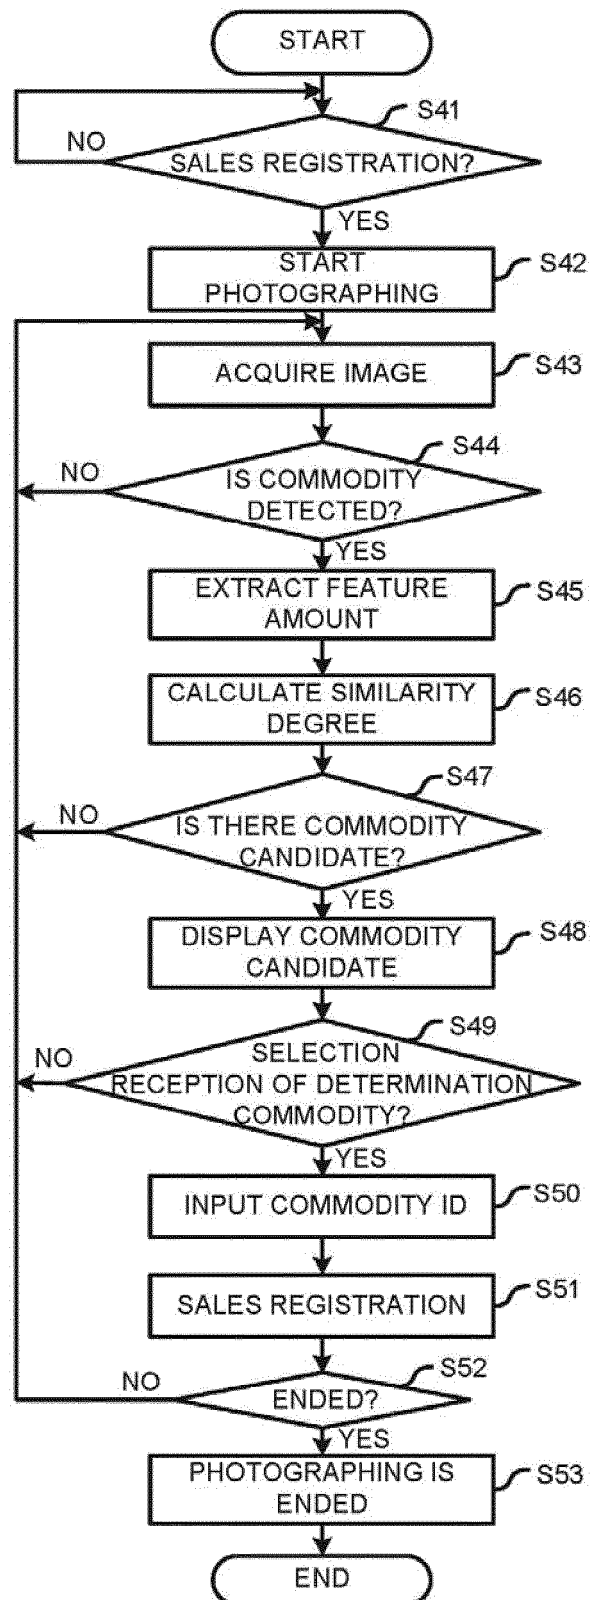 START
S41
NO
SALES REGISTRATION?
YES
START
PHOTOGRAPHING
S42
ACQUIRE IMAGE
S43
S44
NO
IS COMMODITY
DETECTED?
YES
EXTRACT FEATURE
AMOUNT
S45
CALCULATE SIMILARITY
DEGREE
S46
S47
NO
IS THERE COMMODITY
CANDIDATE?
YES
DISPLAY COMMODITY
CANDIDATE
S48
S49
NO
SELECTION
RECEPTION OF DETERMINATION
COMMODITY?
YES
INPUT COMMODITY ID
S50
SALES REGISTRATION
S51
S52
NO
ENDED?
YES
PHOTOGRAPHING IS
ENDED
S53
END